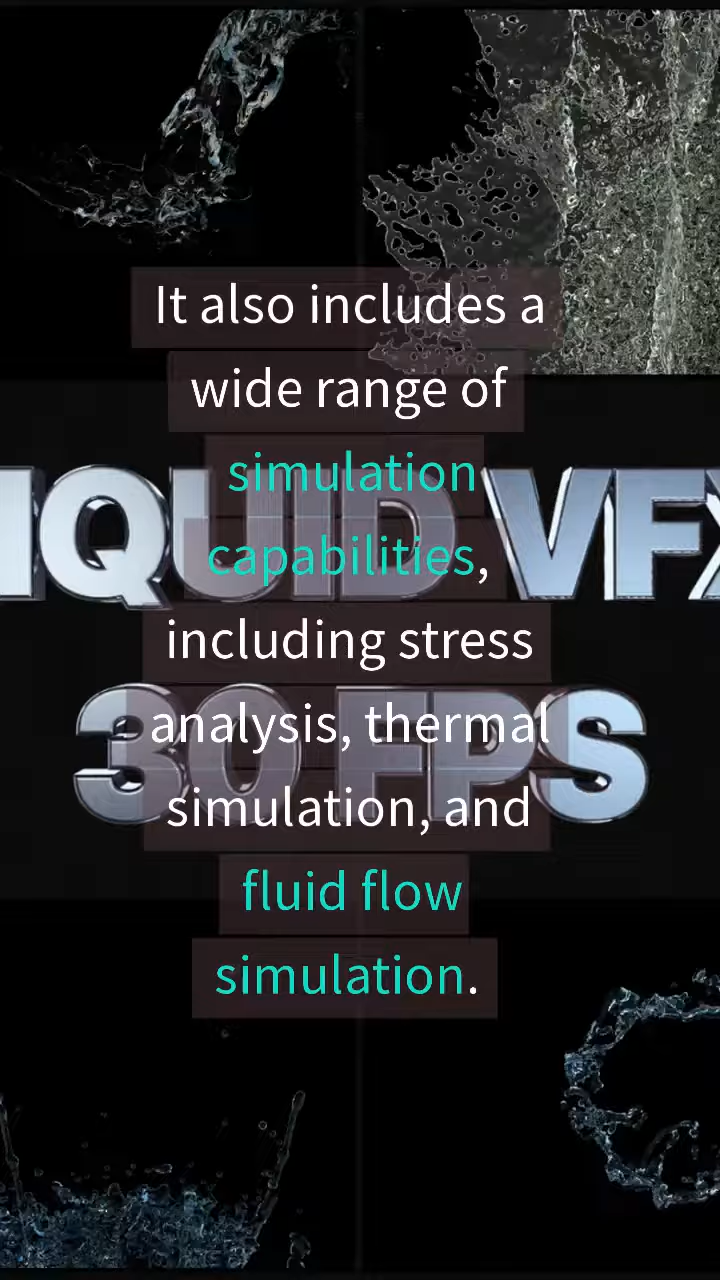 It also includes a
wide range of
simulation
capabilities,
including stress
analysis, thermal
simulation, and
fluid flow
simulation.
IQUID VFX
30 FPS